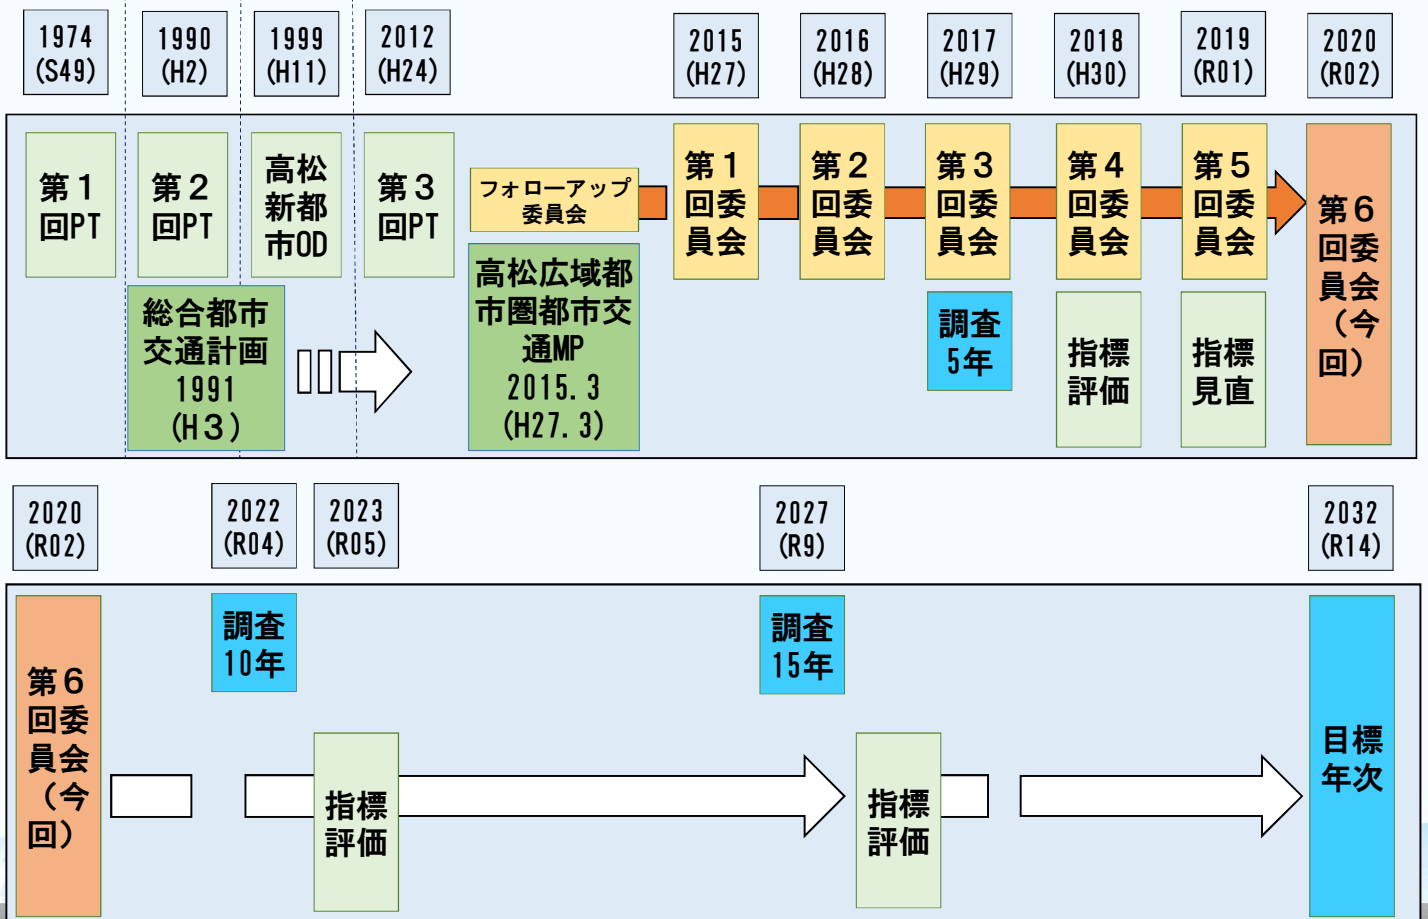 1974
(S49)
1990
(H2)
1999
(H11)
2012
(H24)
2015
(H27)
2016
(H28)
2017
(H29)
2018
(H30)
2019
(R01)
2020
(R02)
第１
回PT
第２
回PT
高松
新都
市OD
第３
回PT
フォローアップ
委員会
第１
回委
員会
第２
回委
員会
第３
回委
員会
第４
回委
員会
第５
回委
員会
第６
回委
員会
（今
回）
総合都市
交通計画
1991
(H３)
高松広域都
市圏都市交
通MP
2015.3
(H27.3)
調査
5年
指標
評価
指標
見直
2020
(R02)
2022
(R04)
2023
(R05)
2027
(R9)
2032
(R14)
第６
回委
員会
（今
回）
調査
10年
指標
評価
調査
15年
指標
評価
目標
年次